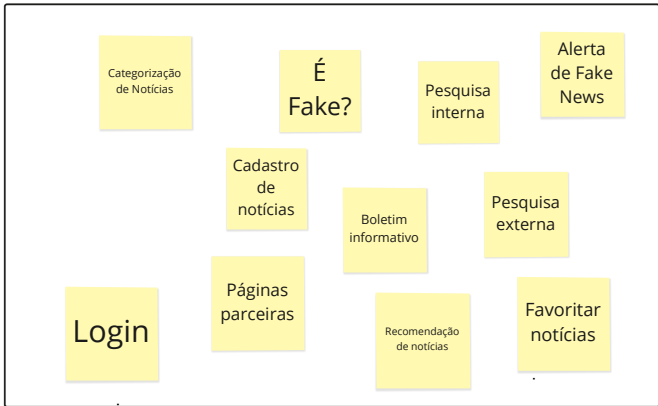 Categorização
de Notícias
É
Fake?
Pesquisa
interna
Alerta
de Fake
News
Cadastro
de
notícias
Boletim
informativo
Pesquisa
externa
Login
Páginas
parceiras
Recomendação
de notícias
Favoritar
notícias